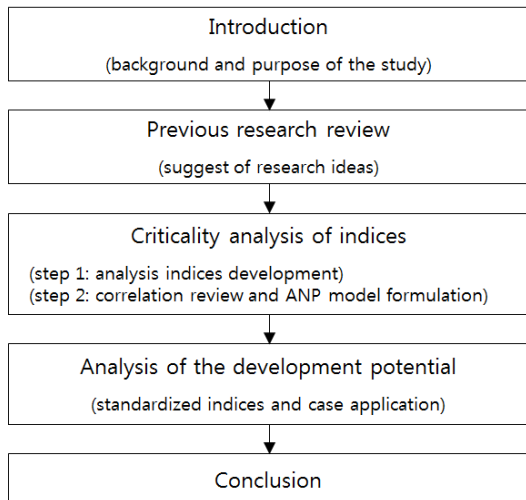 Introduction
(background and purpose of the study)
Previous research review
(suggest of research ideas)
Criticality analysis of indices
(step 1: analysis indices development)
(step 2: correlation review and ANP model formulation)
Analysis of the development potential
(standardized indices and case application)
Conclusion